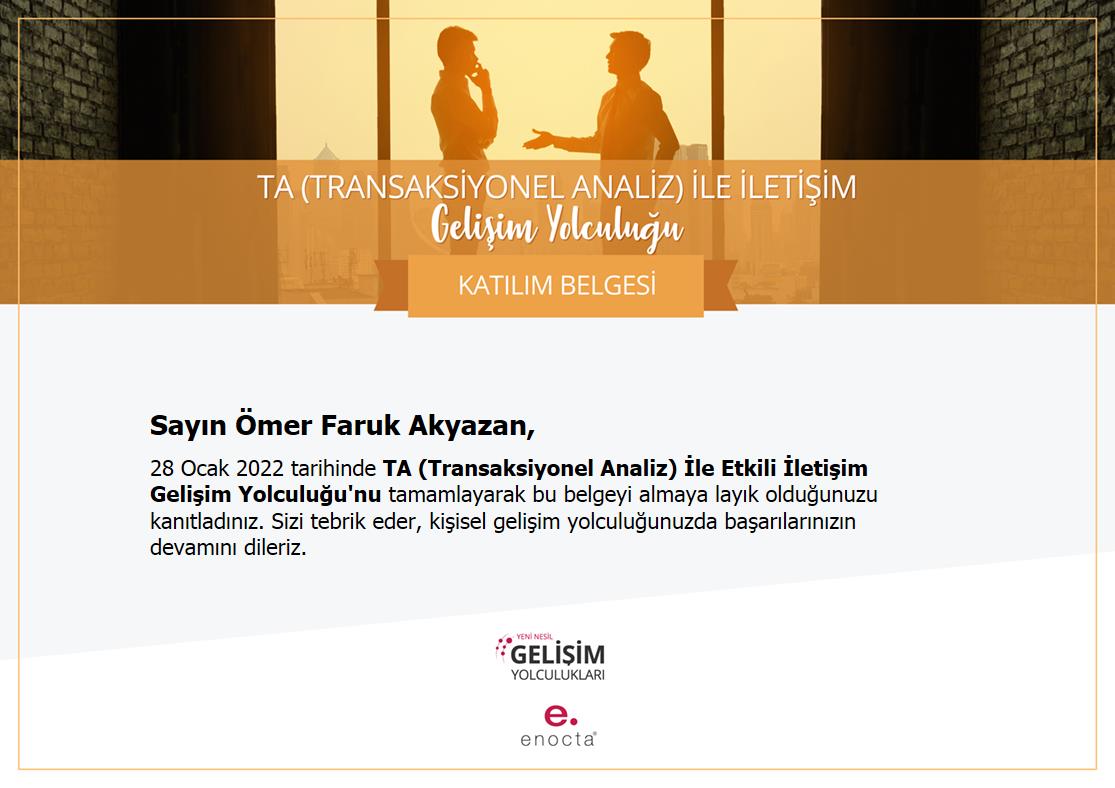 TA (TRANSAKSİYONEL ANALİZ) İLE İLETİŞİM
Gelişim Yolculuğu
KATILIM BELGESİ
Sayın Ömer Faruk Akyazan,
28 Ocak 2022 tarihinde TA (Transaksiyonel Analiz) İle Etkili İletişim
Gelişim Yolculuğu'nu tamamlayarak bu belgeyi almaya layık olduğunuzu
kanıtladınız. Sizi tebrik eder, kişisel gelişim yolculuğunuzda başarılarınızın
devamını dileriz.
YENİ NESİL
GELİŞİM
YOLCULUKLARI
e.
enocta®